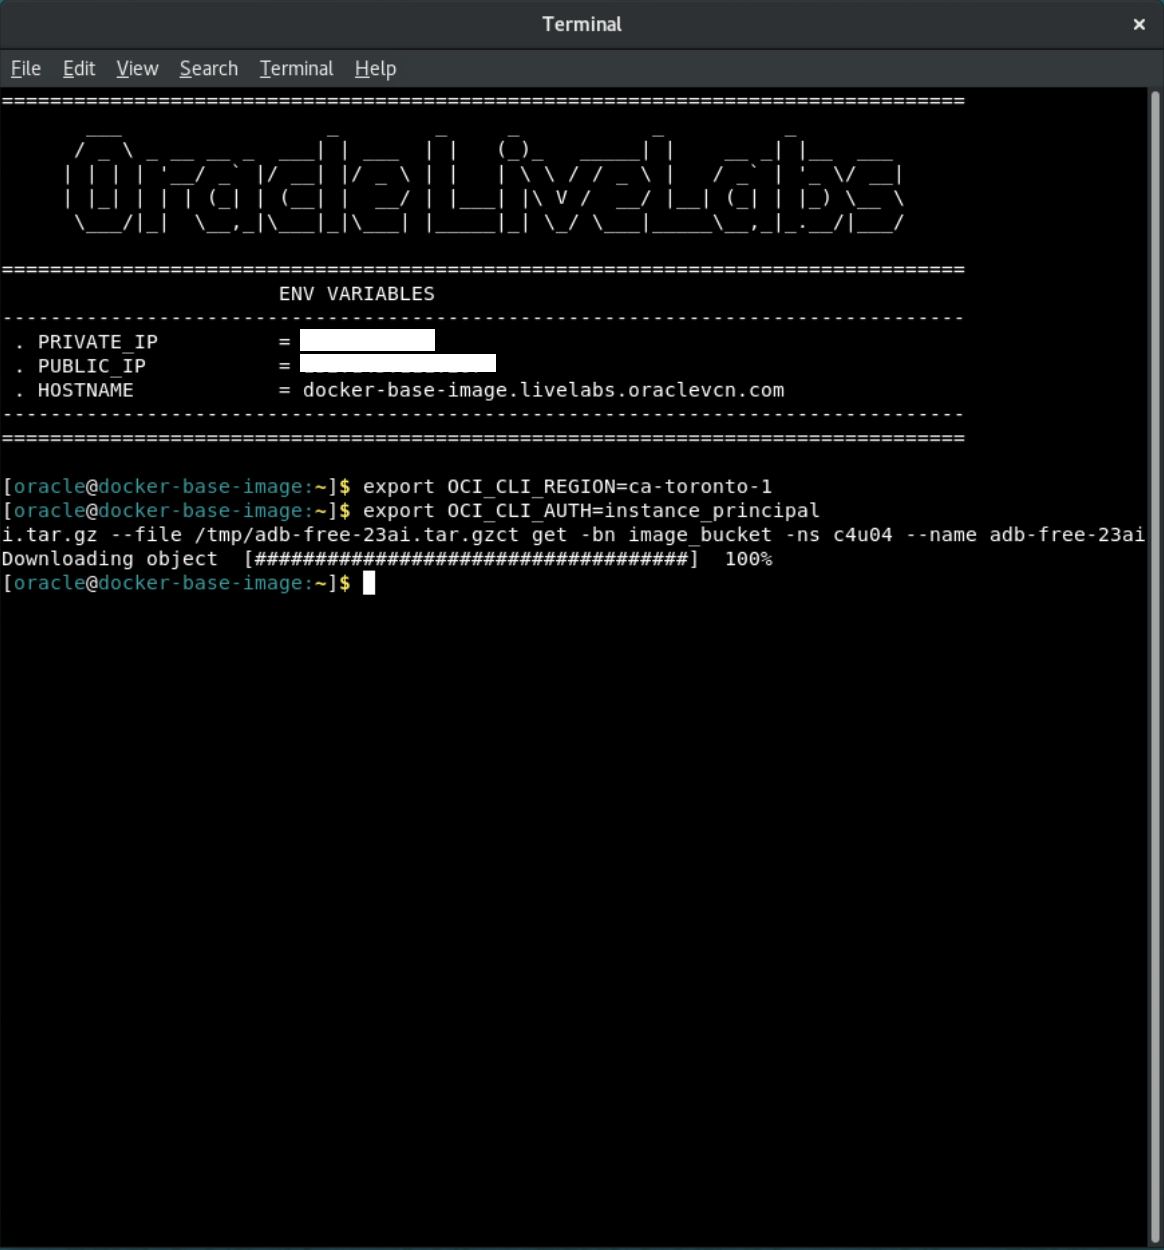 Terminal
File Edit View Search Terminal Help
================================================================================
Oracle LiveLabs
================================================================================
ENV VARIABLES
--------------------------------------------------------------------------------
. PRIVATE_IP =
. PUBLIC_IP =
. HOSTNAME = docker-base-image.livelabs.oraclevcn.com
--------------------------------------------------------------------------------
================================================================================
[oracle@docker-base-image:~]$ export OCI_CLI_REGION=ca-toronto-1
[oracle@docker-base-image:~]$ export OCI_CLI_AUTH=instance_principal
i.tar.gz --file /tmp/adb-free-23ai.tar.gzct get -bn image_bucket -ns c4u04 --name adb-free-23ai
Downloading object [####################################] 100%
[oracle@docker-base-image:~]$